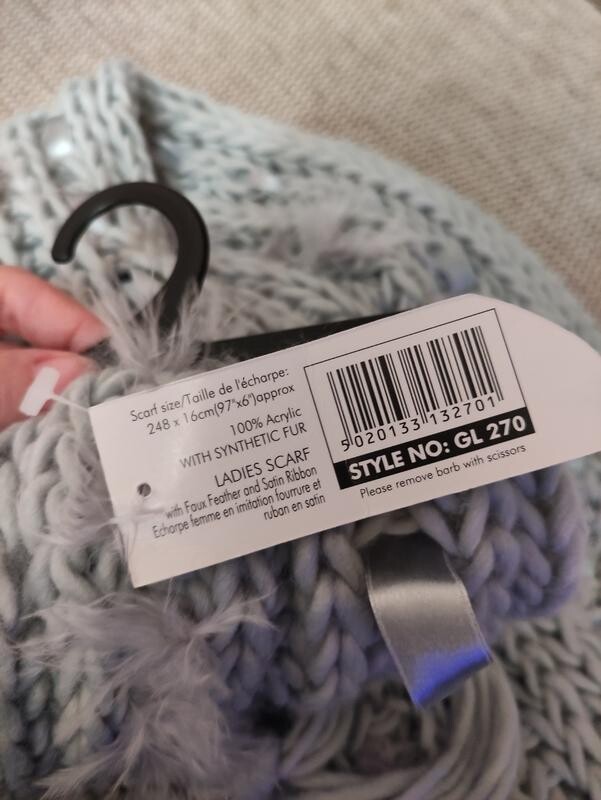 Scarf size/Taille de l'écharpe:
248 x 16cm(97"x6")approx
100% Acrylic
WITH SYNTHETIC FUR
LADIES SCARF
with Faux Feather and Satin Ribbon
Echarpe femme en imitation fourrure et
ruban en satin
5 020133 132701
STYLE NO: GL 270
Please remove barb with scissors